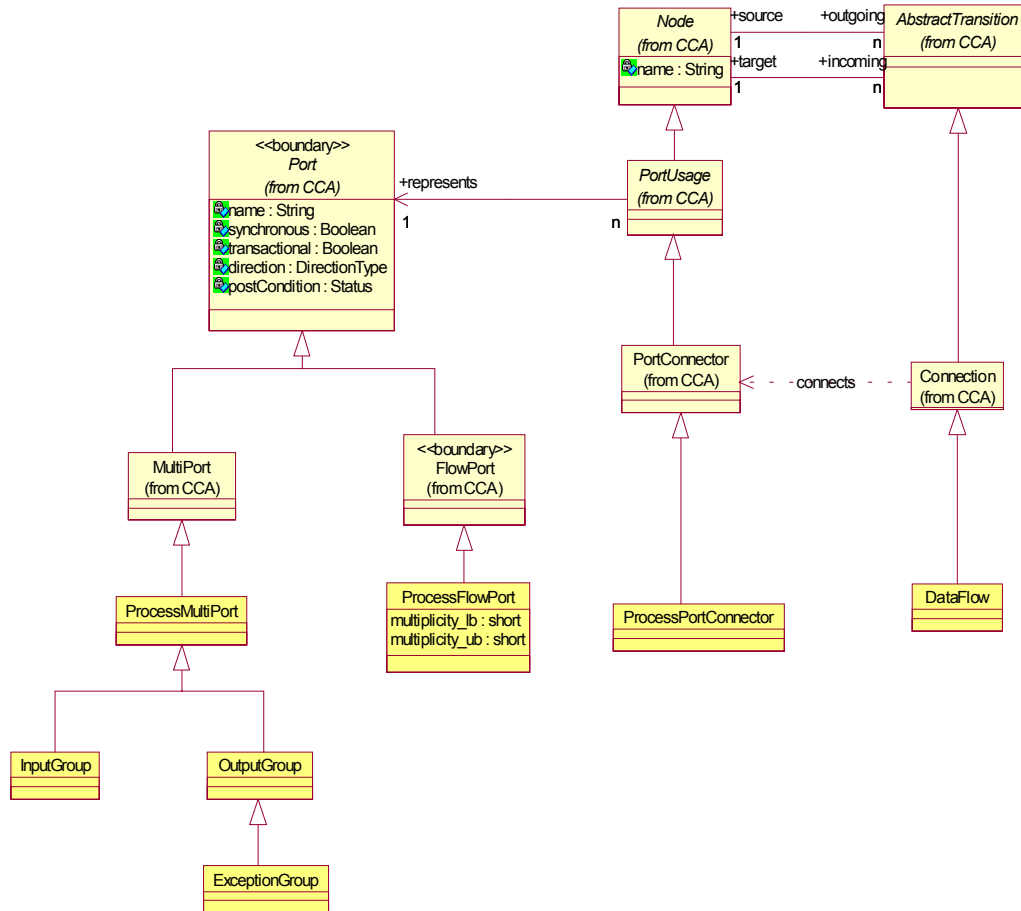 Node
(from CCA)
name : String
+source
+outgoing
1
n
+target
+incoming
1
n
AbstractTransition
(from CCA)
<<boundary>>
Port
(from CCA)
name : String
synchronous : Boolean
transactional : Boolean
direction : DirectionType
postCondition : Status
+represents
1
n
PortUsage
(from CCA)
PortConnector
(from CCA)
connects
Connection
(from CCA)
MultiPort
(from CCA)
<<boundary>>
FlowPort
(from CCA)
ProcessMultiPort
ProcessFlowPort
multiplicity_lb : short
multiplicity_ub : short
ProcessPortConnector
DataFlow
InputGroup
OutputGroup
ExceptionGroup